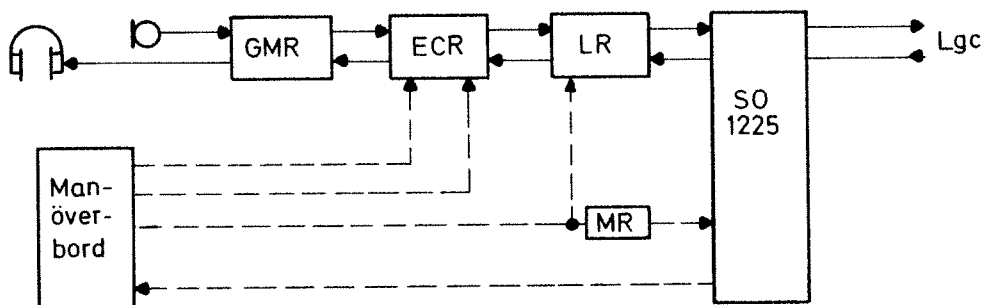 GMR
ECR
LR
SO
1225
Lgc
Man-
över-
bord
MR